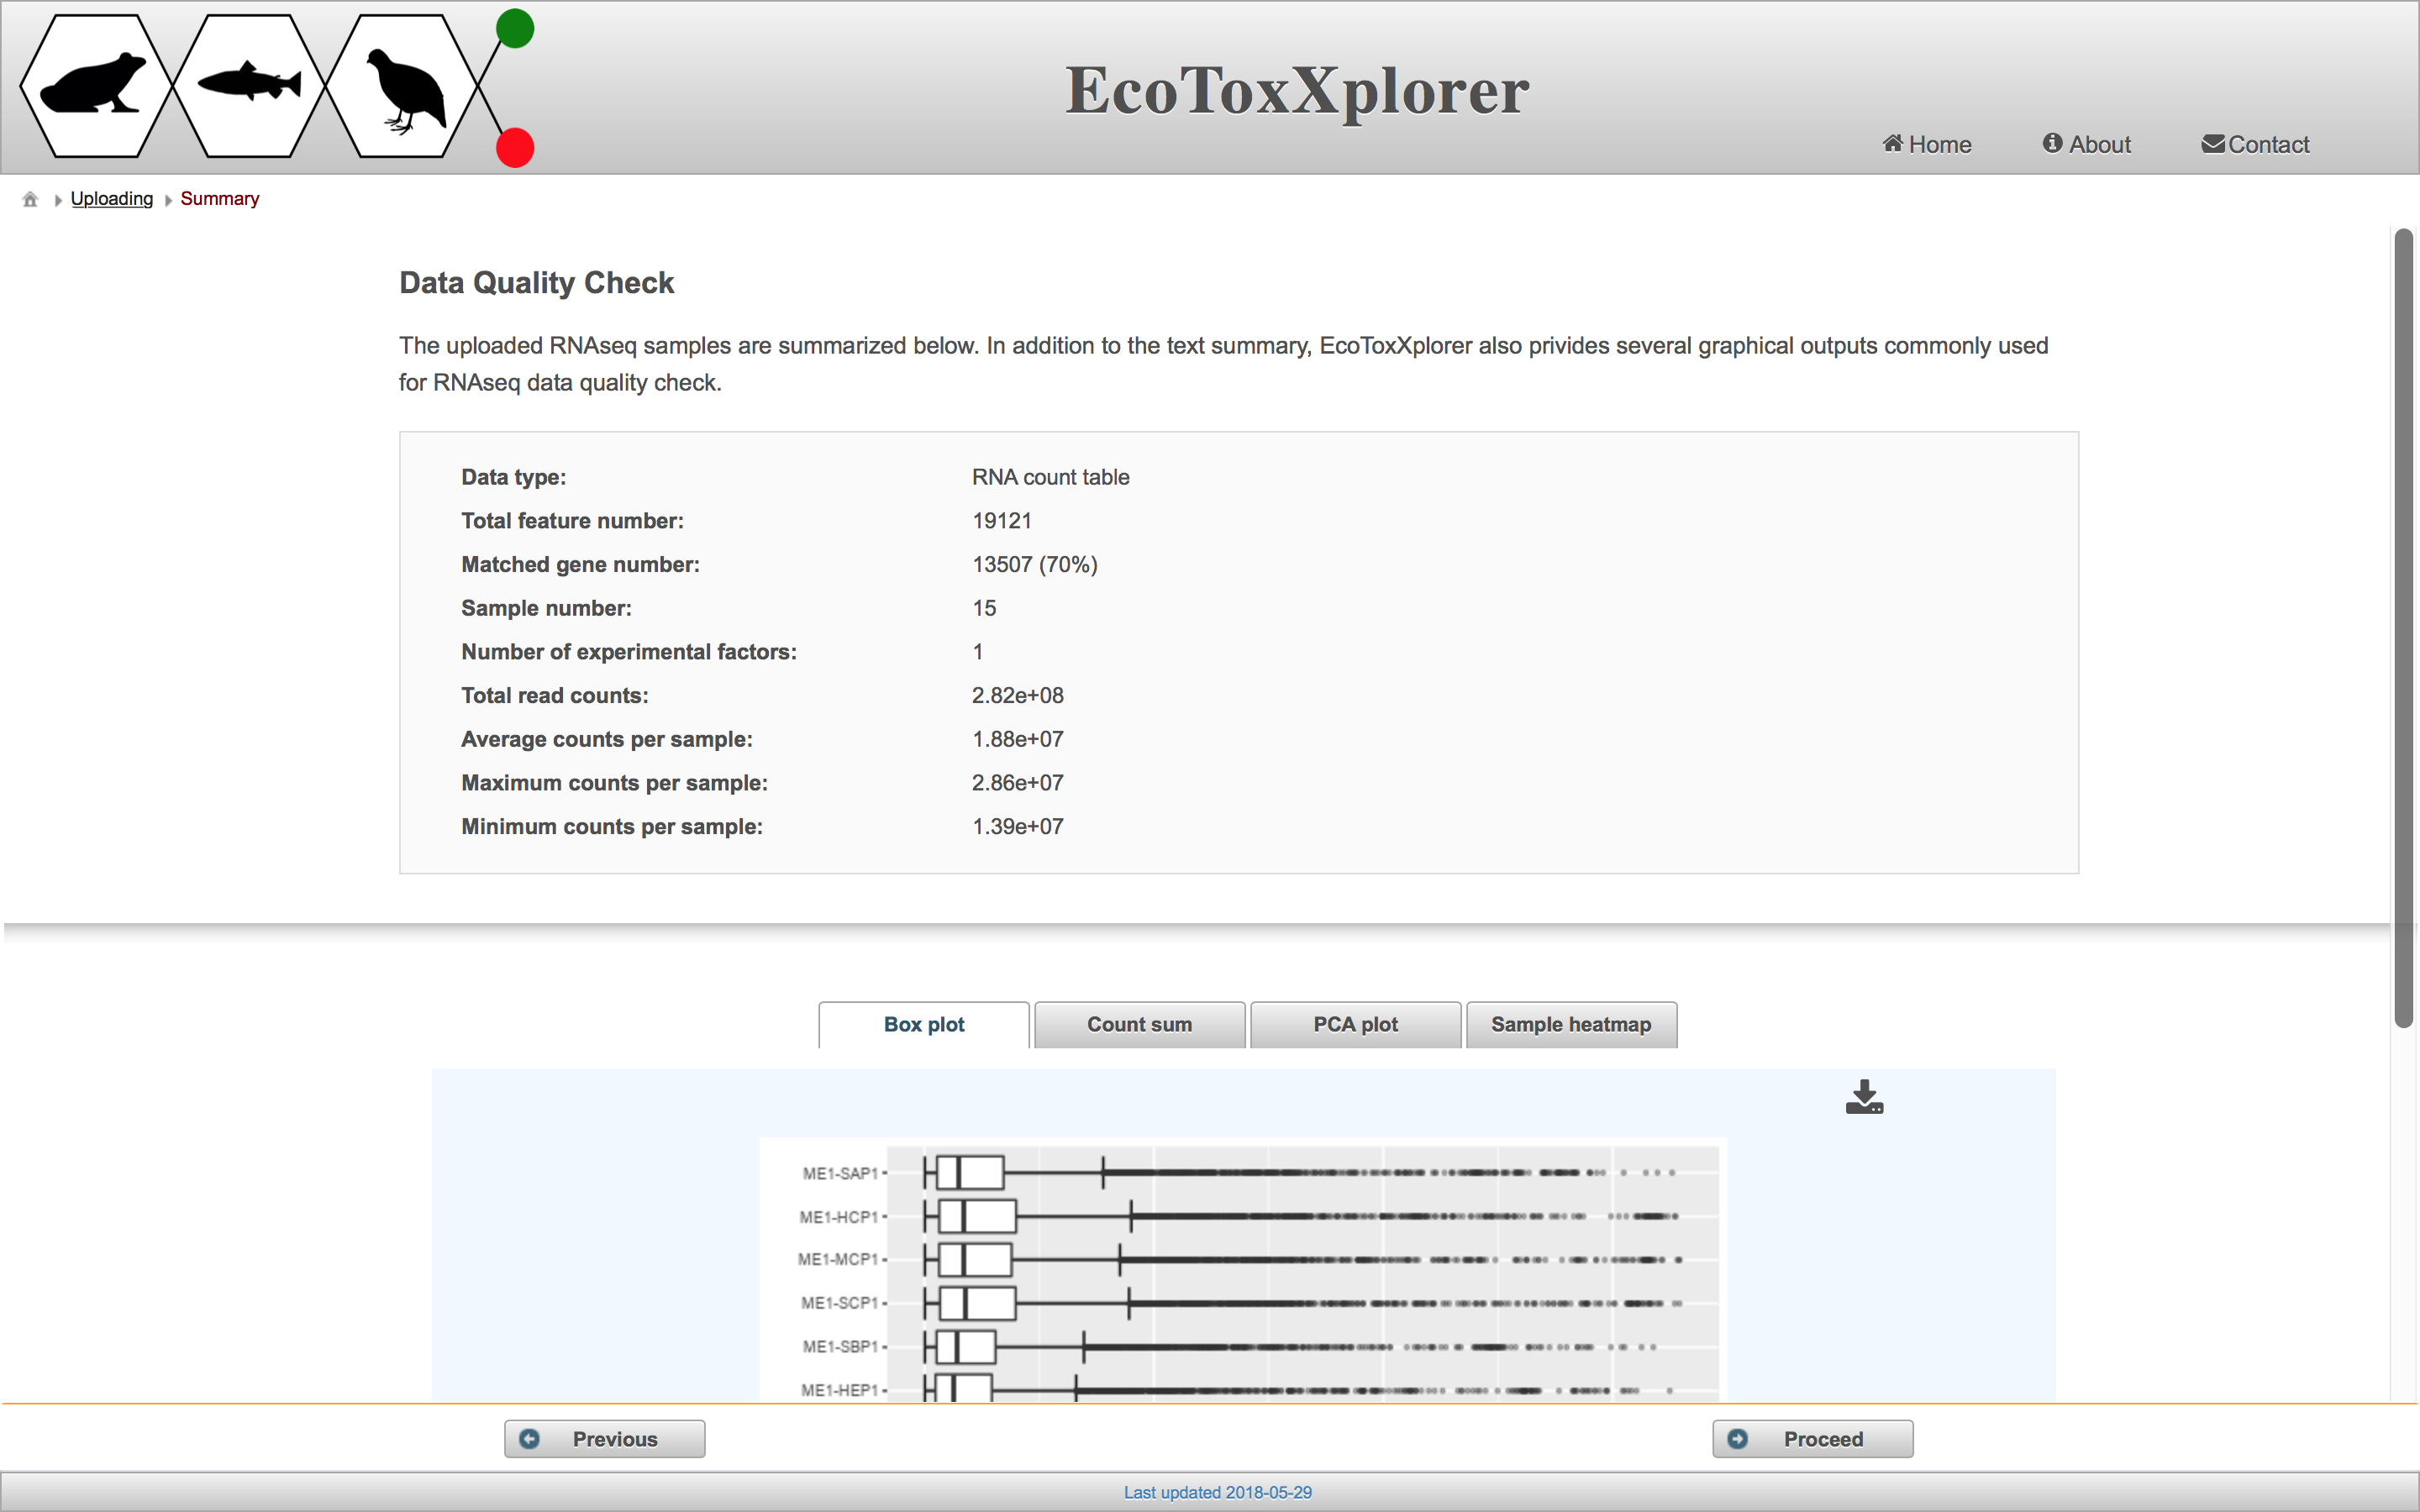 EcoToxXplorer
Home About Contact
Uploading Summary
Data Quality Check
The uploaded RNAseq samples are summarized below. In addition to the text summary, EcoToxXplorer also privides several graphical outputs commonly used
for RNAseq data quality check.
Data type: RNA count table
Total feature number: 19121
Matched gene number: 13507 (70%)
Sample number: 15
Number of experimental factors: 1
Total read counts: 2.82e+08
Average counts per sample: 1.88e+07
Maximum counts per sample: 2.86e+07
Minimum counts per sample: 1.39e+07
Box plot Count sum PCA plot Sample heatmap
ME1-SAP1
ME1-HCP1
ME1-MCP1
ME1-SCP1
ME1-SBP1
ME1-HEP1
Previous Proceed
Last updated 2018-05-29